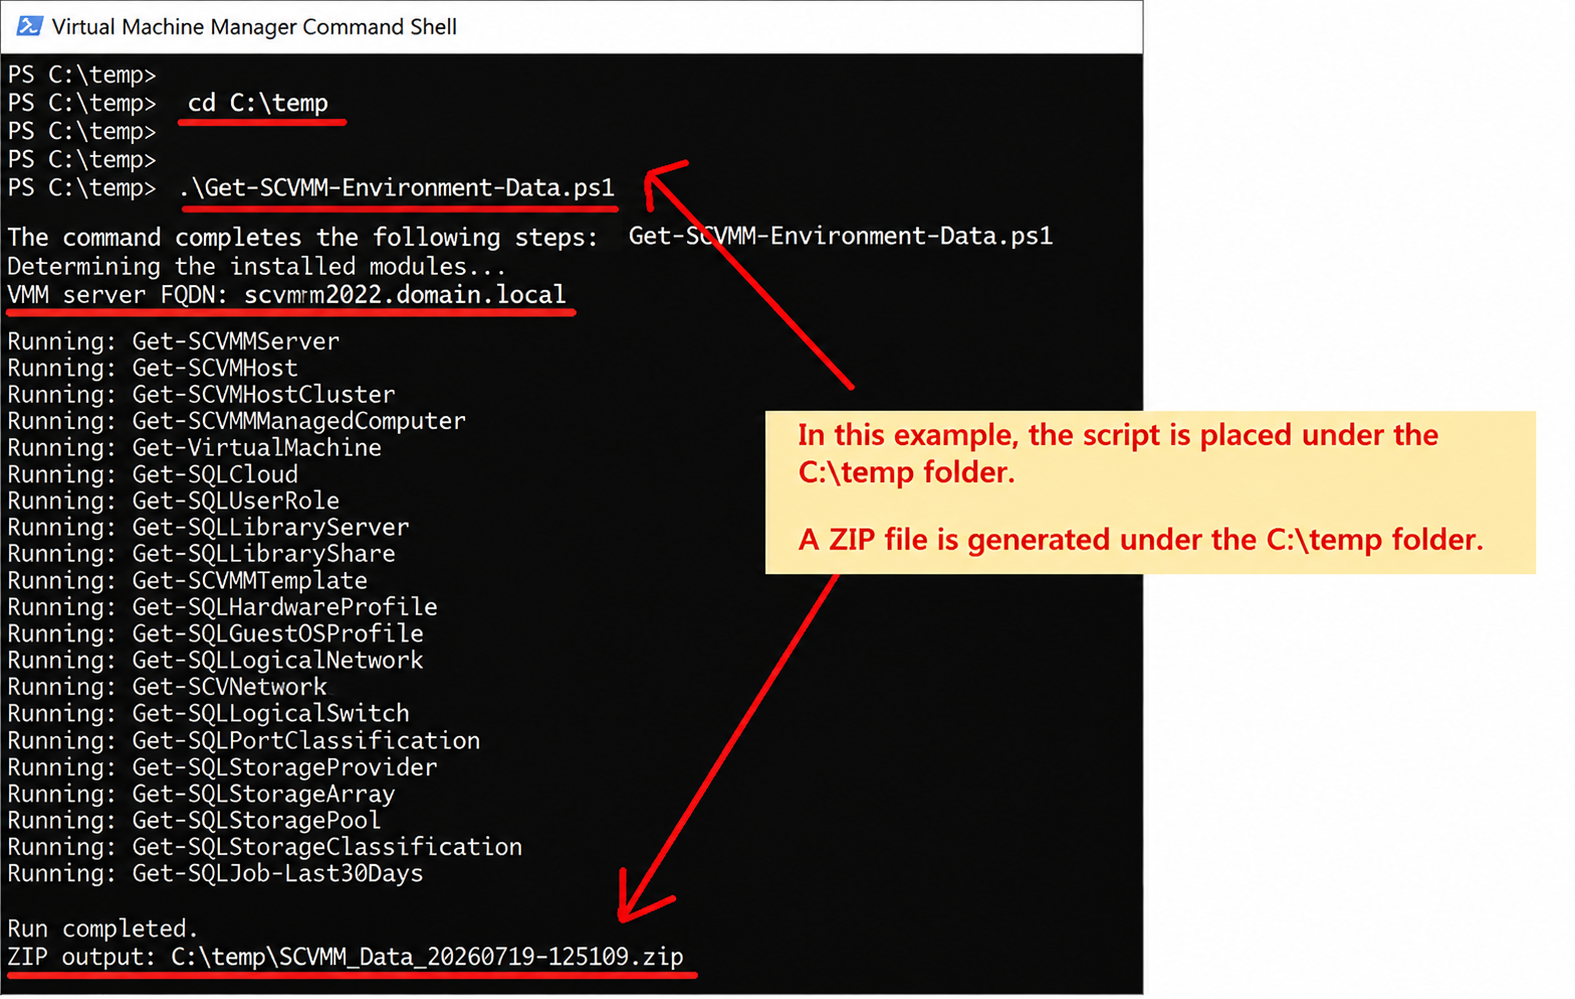 Virtual Machine Manager Command Shell
PS C:\temp>
PS C:\temp> cd C:\temp
PS C:\temp>
PS C:\temp>
PS C:\temp> .\Get-SCVMM-Environment-Data.ps1
The command completes the following steps: Get-SCVMM-Environment-Data.ps1
Determining the installed modules...
VMM server FQDN: scvmrm2022.domain.local
Running: Get-SCVMMServer
Running: Get-SCVMHost
Running: Get-SCVMHostCluster
Running: Get-SCVMMManagedComputer
Running: Get-VirtualMachine
Running: Get-SQLCloud
Running: Get-SQLUserRole
Running: Get-SQLLibraryServer
Running: Get-SQLLibraryShare
Running: Get-SCVMMTemplate
Running: Get-SQLHardwareProfile
Running: Get-SQLGuestOSProfile
Running: Get-SQLLogicalNetwork
Running: Get-SCVNetwork
Running: Get-SQLLogicalSwitch
Running: Get-SQLPortClassification
Running: Get-SQLStorageProvider
Running: Get-SQLStorageArray
Running: Get-SQLStoragePool
Running: Get-SQLStorageClassification
Running: Get-SQLJob-Last30Days
Run completed.
ZIP output: C:\temp\SCVMM_Data_20260719-125109.zip
In this example, the script is placed under the
C:\temp folder.
A ZIP file is generated under the C:\temp folder.